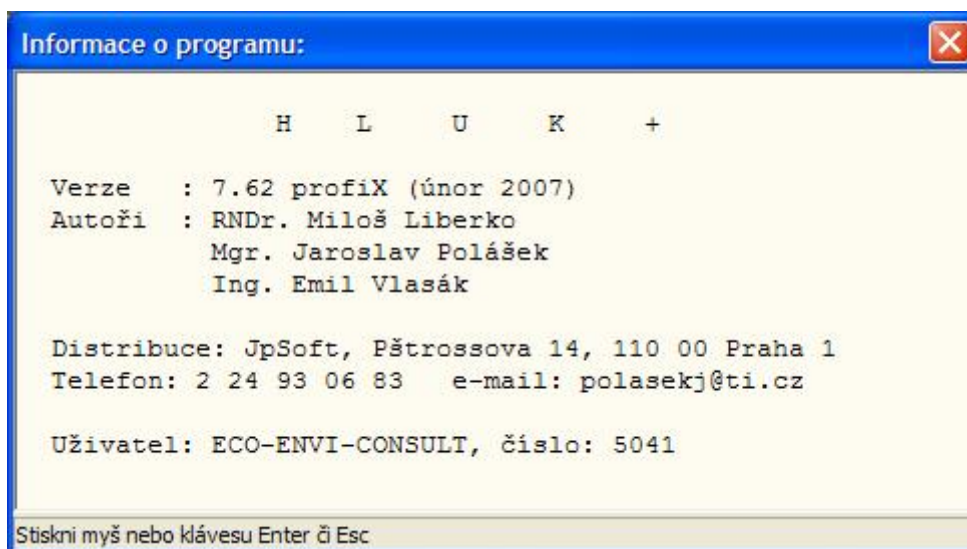 Informace o programu:
H L U K +
Verze : 7.62 profiX (únor 2007)
Autoři : RNDr. Miloš Liberko
Mgr. Jaroslav Polášek
Ing. Emil Vlasák
Distribuce: JpSoft, Pštrossova 14, 110 00 Praha 1
Telefon: 2 24 93 06 83 e-mail: polasekj@ti.cz
Uživatel: ECO-ENVI-CONSULT, číslo: 5041
Stiskni myš nebo klávesu Enter či Esc